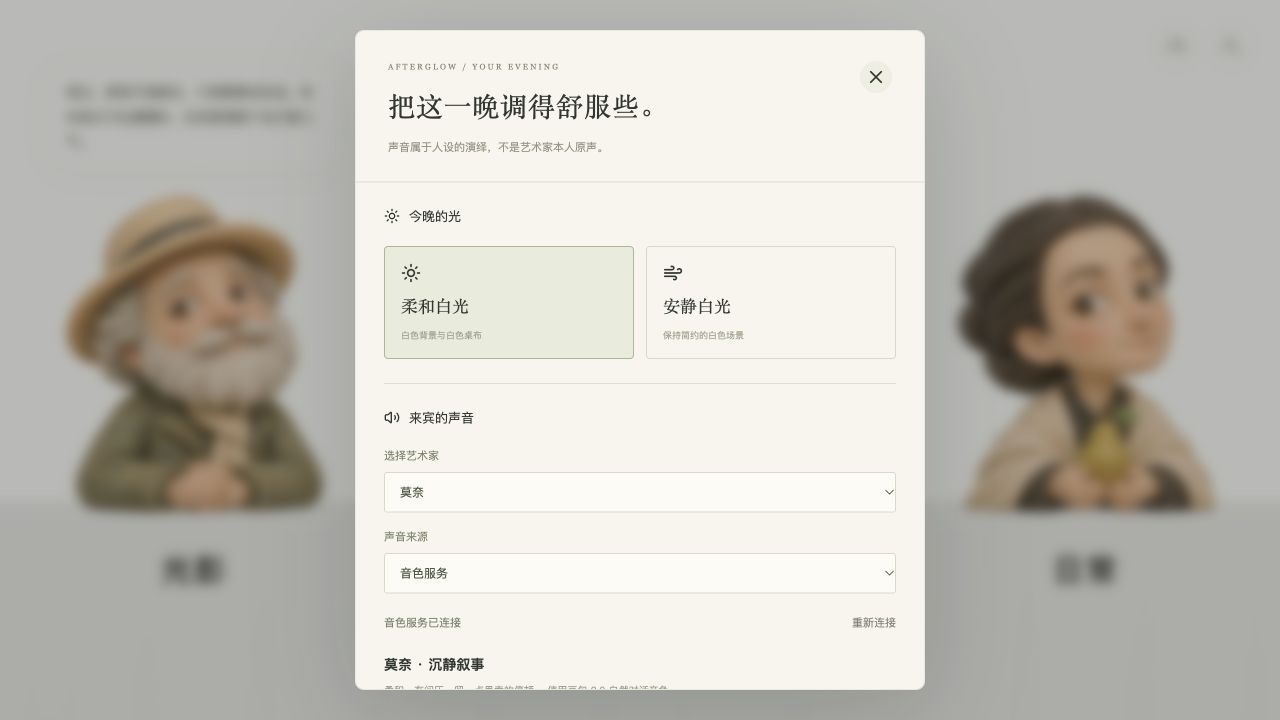 AFTERGLOW / YOUR EVENING
把这一晚调得舒服些。
声音属于人设的演绎，不是艺术家本人原声。
今晚的光
柔和白光
白色背景与白色桌布
安静白光
保持简约的白色场景
来宾的声音
选择艺术家
莫奈
声音来源
音色服务
音色服务已连接
重新连接
莫奈 · 沉静叙事
光影
日常